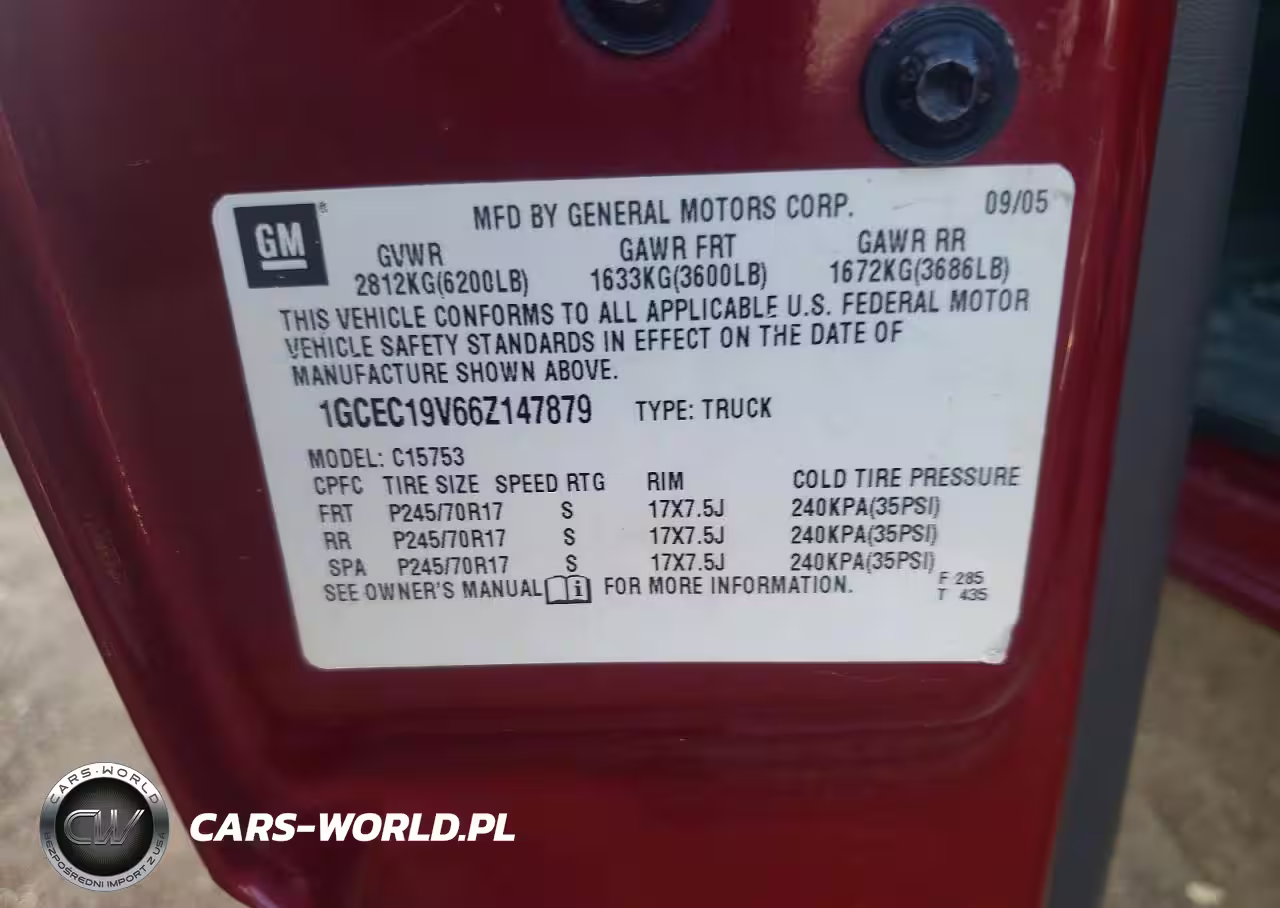 GM®
MFD BY GENERAL MOTORS CORP. 09/05
GVWR GAWR FRT GAWR RR
2812KG(6200LB) 1633KG(3600LB) 1672KG(3686LB)
THIS VEHICLE CONFORMS TO ALL APPLICABLE U.S. FEDERAL MOTOR
VEHICLE SAFETY STANDARDS IN EFFECT ON THE DATE OF
MANUFACTURE SHOWN ABOVE.
1GCEC19V66Z147879 TYPE: TRUCK
MODEL: C15753
CPFC TIRE SIZE SPEED RTG RIM COLD TIRE PRESSURE
FRT P245/70R17 S 17X7.5J 240KPA(35PSI)
RR P245/70R17 S 17X7.5J 240KPA(35PSI)
SPA P245/70R17 S 17X7.5J 240KPA(35PSI)
SEE OWNER'S MANUAL i FOR MORE INFORMATION.
F 285
T 435
CARS-WORLD
CW
BEZPOŚREDNI IMPORT Z USA
CARS-WORLD.PL